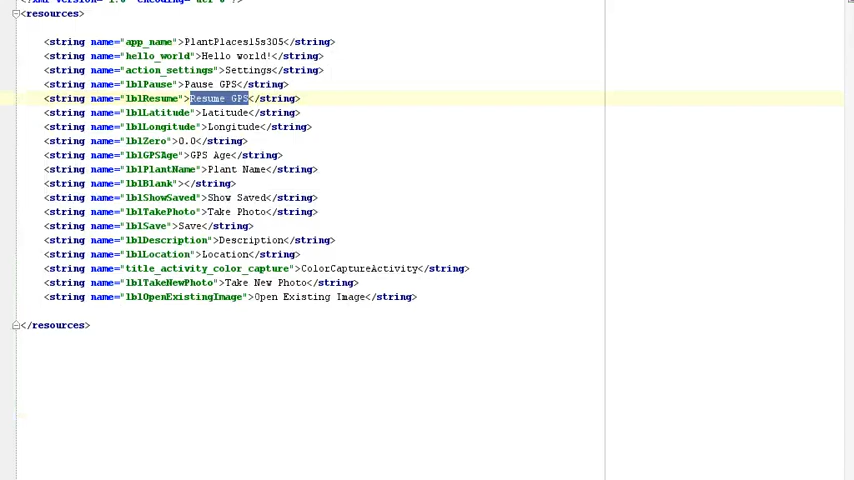 <resources>
<string name="app_name">PlantPlaces15s305</string>
<string name="hello_world">Hello world!</string>
<string name="action_settings">Settings</string>
<string name="lblPause">Pause GPS</string>
<string name="lblResume">Resume GPS</string>
<string name="lblLatitude">Latitude</string>
<string name="lblLongitude">Longitude</string>
<string name="lblZero">0.0</string>
<string name="lblGPSAge">GPS Age</string>
<string name="lblPlantName">Plant Name</string>
<string name="lblBlank"></string>
<string name="lblShowSaved">Show Saved</string>
<string name="lblTakePhoto">Take Photo</string>
<string name="lblSave">Save</string>
<string name="lblDescription">Description</string>
<string name="lblLocation">Location</string>
<string name="title_activity_color_capture">ColorCaptureActivity</string>
<string name="lblTakeNewPhoto">Take New Photo</string>
<string name="lblOpenExistingImage">Open Existing Image</string>
</resources>